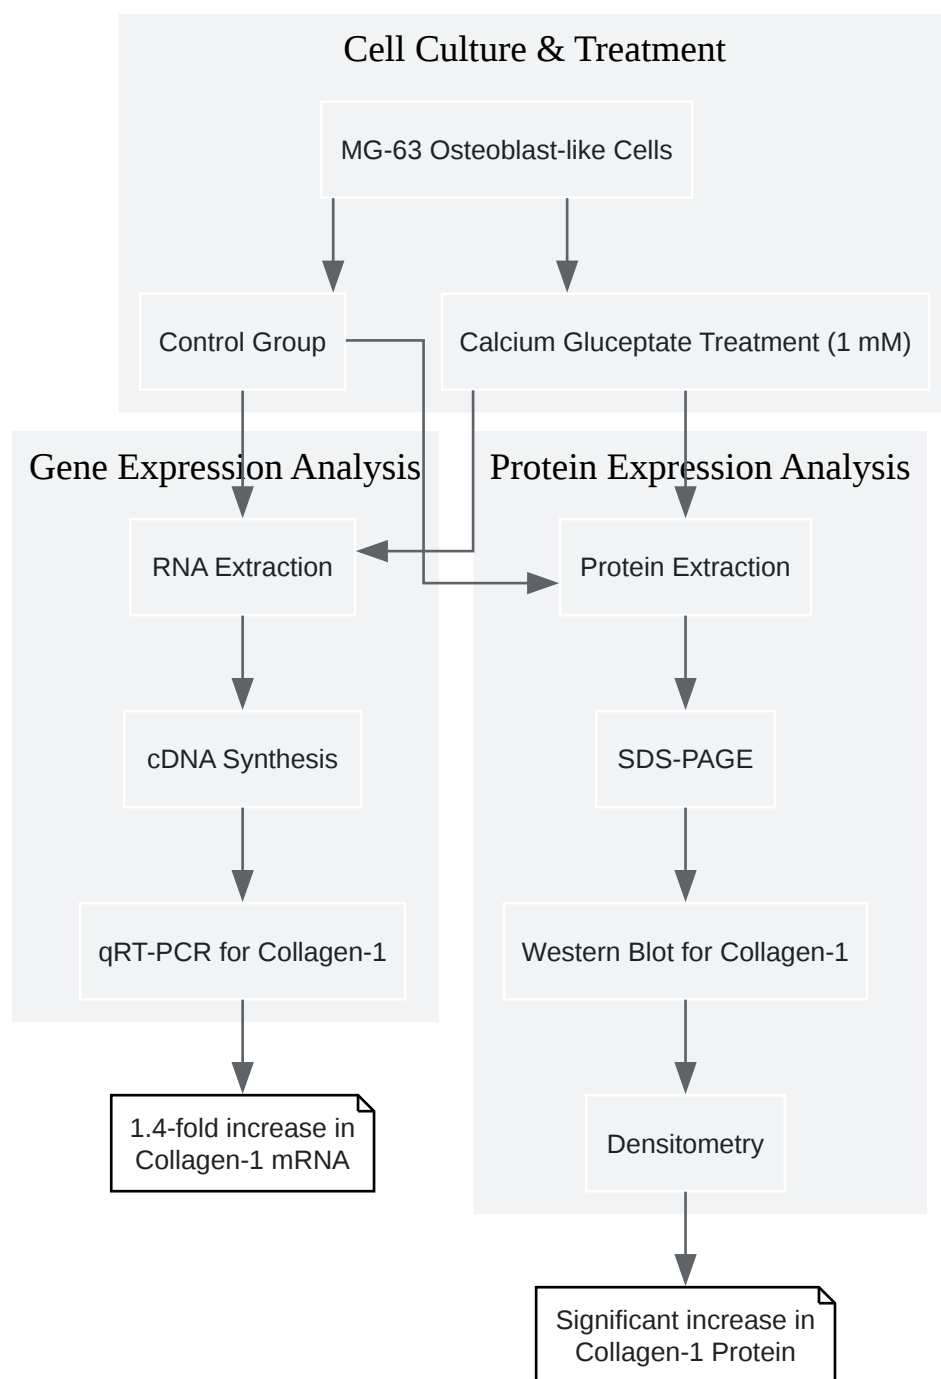 Cell Culture & Treatment
MG-63 Osteoblast-like Cells
Control Group
Calcium Gluceptate Treatment (1 mM)
Gene Expression Analysis
Protein Expression Analysis
RNA Extraction
Protein Extraction
cDNA Synthesis
SDS-PAGE
qRT-PCR for Collagen-1
Western Blot for Collagen-1
1.4-fold increase in
Collagen-1 mRNA
Densitometry
Significant increase in
Collagen-1 Protein